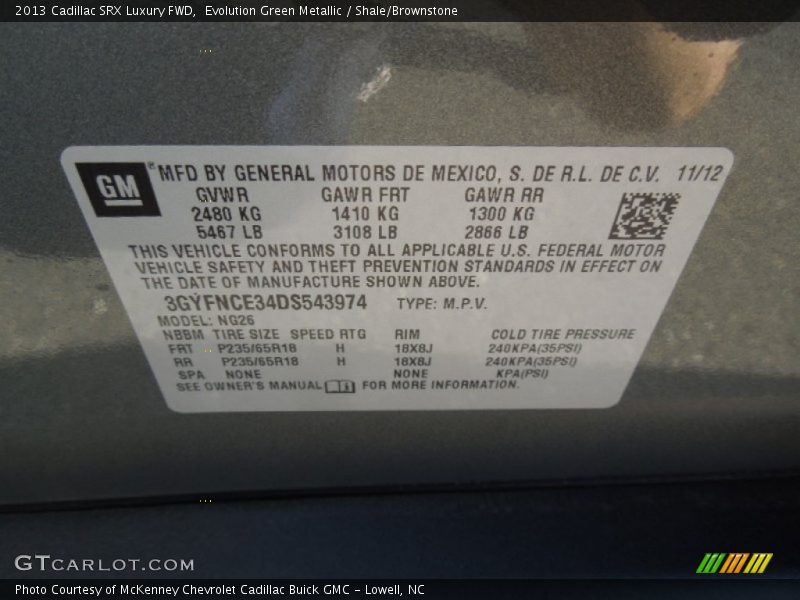 2013 Cadillac SRX Luxury FWD, Evolution Green Metallic / Shale/Brownstone
GM
® MFD BY GENERAL MOTORS DE MEXICO, S. DE R.L. DE C.V. 11/12
GVWR GAWR FRT GAWR RR
2480 KG 1410 KG 1300 KG
5467 LB 3108 LB 2866 LB
THIS VEHICLE CONFORMS TO ALL APPLICABLE U.S. FEDERAL MOTOR
VEHICLE SAFETY AND THEFT PREVENTION STANDARDS IN EFFECT ON
THE DATE OF MANUFACTURE SHOWN ABOVE.
3GYFNCE34DS543974 TYPE: M.P.V.
MODEL: NG26
NBBM TIRE SIZE SPEED RTG RIM COLD TIRE PRESSURE
FRT P235/65R18 H 18X8J 240KPA(35PSI)
RR P235/65R18 H 18X8J 240KPA(35PSI)
SPA NONE NONE KPA(PSI)
SEE OWNER'S MANUAL FOR MORE INFORMATION.
GTCARLOT.COM
Photo Courtesy of McKenney Chevrolet Cadillac Buick GMC - Lowell, NC